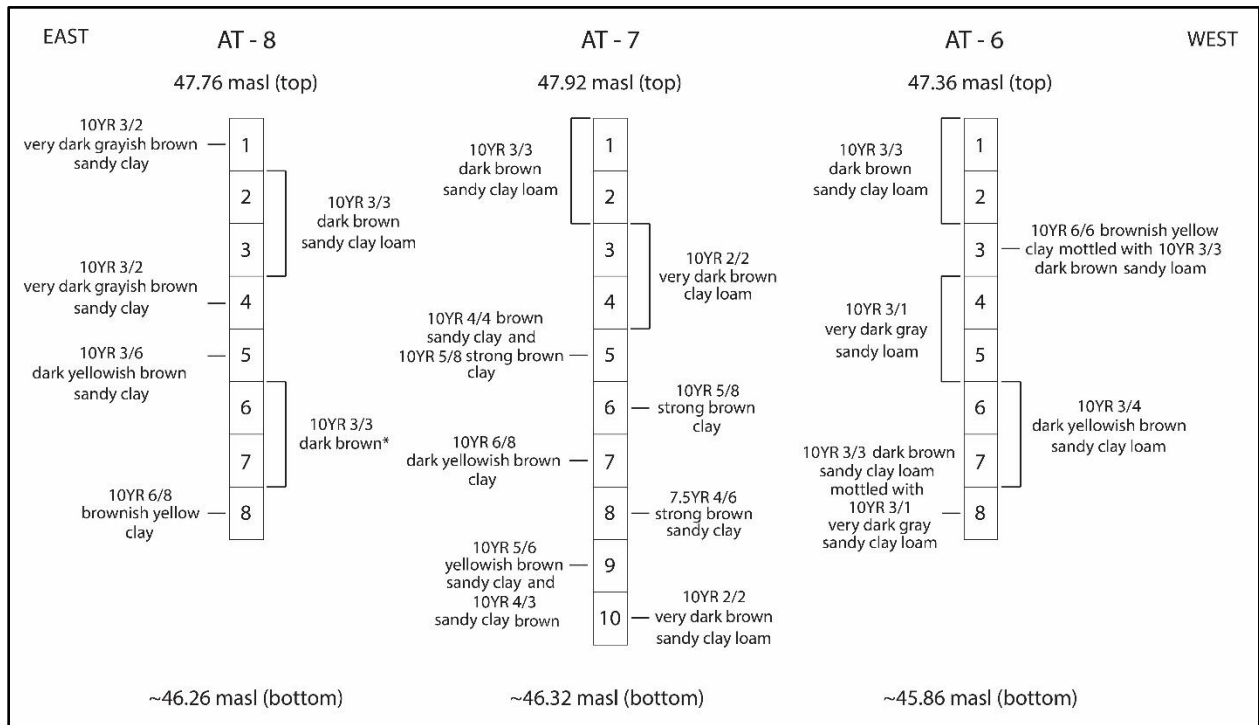 EAST
AT - 8
AT - 7
AT - 6
WEST
47.76 masl (top)
47.92 masl (top)
47.36 masl (top)
10YR 3/2
very dark grayish brown
sandy clay
10YR 3/3
dark brown
sandy clay loam
10YR 3/2
very dark grayish brown
sandy clay
10YR 3/6
dark yellowish brown
sandy clay
10YR 3/3
dark brown*
10YR 6/8
brownish yellow
clay
1
2
3
4
5
6
7
8
10YR 3/3
dark brown
sandy clay loam
10YR 2/2
very dark brown
clay loam
10YR 4/4 brown
sandy clay and
10YR 5/8 strong brown
clay
10YR 5/8
strong brown
clay
10YR 6/8
dark yellowish brown
clay
7.5YR 4/6
strong brown
sandy clay
10YR 5/6
yellowish brown
sandy clay and
10YR 4/3
sandy clay brown
10YR 2/2
very dark brown
sandy clay loam
1
2
3
4
5
6
7
8
9
10
10YR 3/3
dark brown
sandy clay loam
10YR 6/6 brownish yellow
clay mottled with 10YR 3/3
dark brown sandy loam
10YR 3/1
very dark gray
sandy loam
10YR 3/4
dark yellowish brown
sandy clay loam
10YR 3/3 dark brown
sandy clay loam
mottled with
10YR 3/1
very dark gray
sandy clay loam
1
2
3
4
5
6
7
8
~46.26 masl (bottom)
~46.32 masl (bottom)
~45.86 masl (bottom)